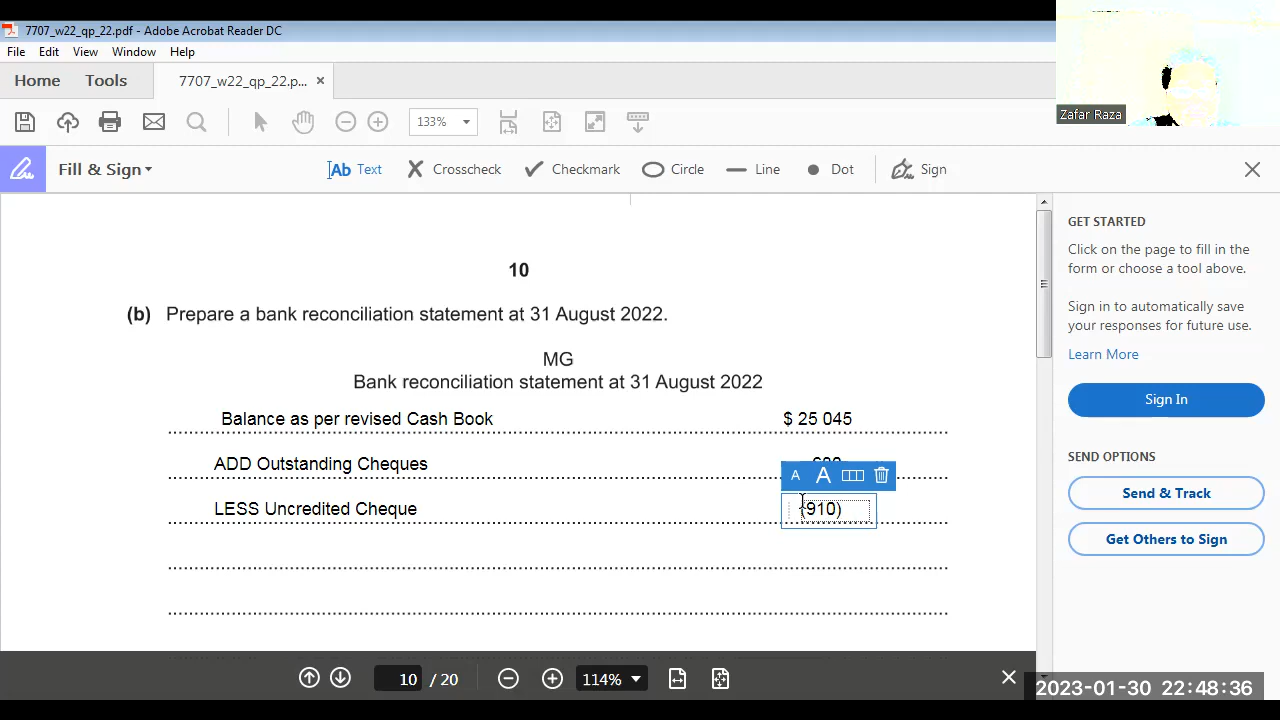 7707_w22_qp_22.pdf - Adobe Acrobat Reader DC
File Edit View Window Help
Home Tools 7707_w22_qp_22.p... ×
133%
Zafar Raza
Fill & Sign Ab Text Crosscheck Checkmark Circle Line Dot Sign
10
(b) Prepare a bank reconciliation statement at 31 August 2022.
MG
Bank reconciliation statement at 31 August 2022
Balance as per revised Cash Book $ 25 045
ADD Outstanding Cheques
A A
LESS Uncredited Cheque (910)
GET STARTED
Click on the page to fill in the
form or choose a tool above.
Sign in to automatically save
your responses for future use.
Learn More
Sign In
SEND OPTIONS
Send & Track
Get Others to Sign
10 / 20 114%
2023-01-30 22:48:36